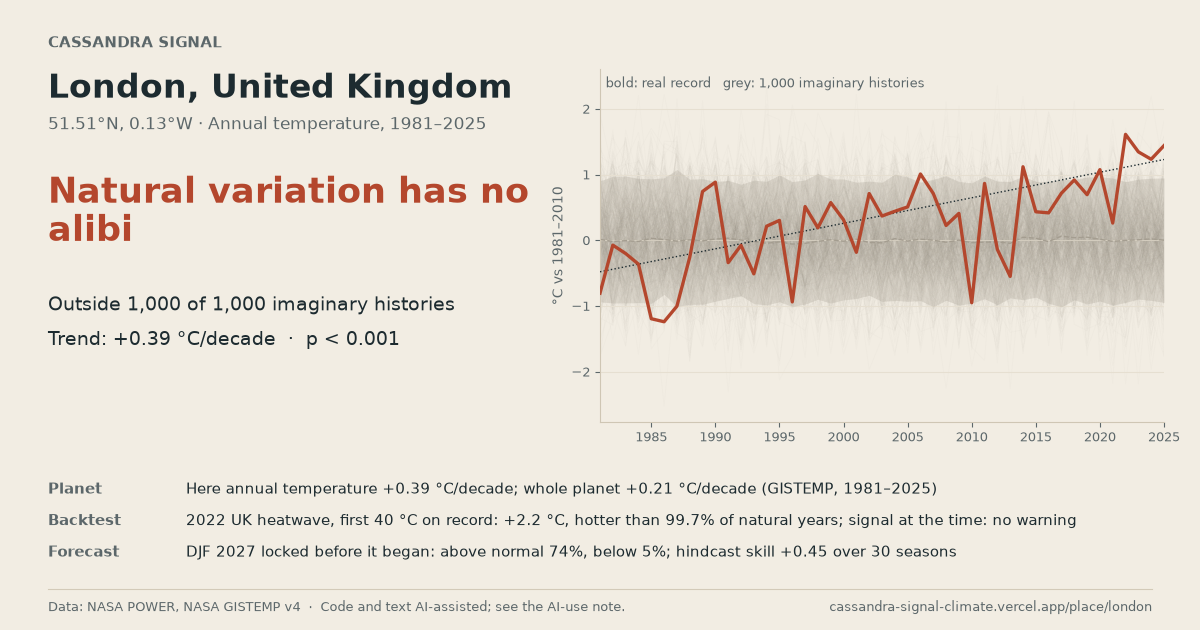 CASSANDRA SIGNAL
London, United Kingdom
51.51°N, 0.13°W · Annual temperature, 1981–2025
Natural variation has no
alibi
Outside 1,000 of 1,000 imaginary histories
Trend: +0.39 °C/decade · p < 0.001
bold: real record grey: 1,000 imaginary histories
°C vs 1981–2010
2
1
0
−1
−2
1985 1990 1995 2000 2005 2010 2015 2020 2025
Planet Here annual temperature +0.39 °C/decade; whole planet +0.21 °C/decade (GISTEMP, 1981–2025)
Backtest 2022 UK heatwave, first 40 °C on record: +2.2 °C, hotter than 99.7% of natural years; signal at the time: no warning
Forecast DJF 2027 locked before it began: above normal 74%, below 5%; hindcast skill +0.45 over 30 seasons
Data: NASA POWER, NASA GISTEMP v4 · Code and text AI-assisted; see the AI-use note.
cassandra-signal-climate.vercel.app/place/london